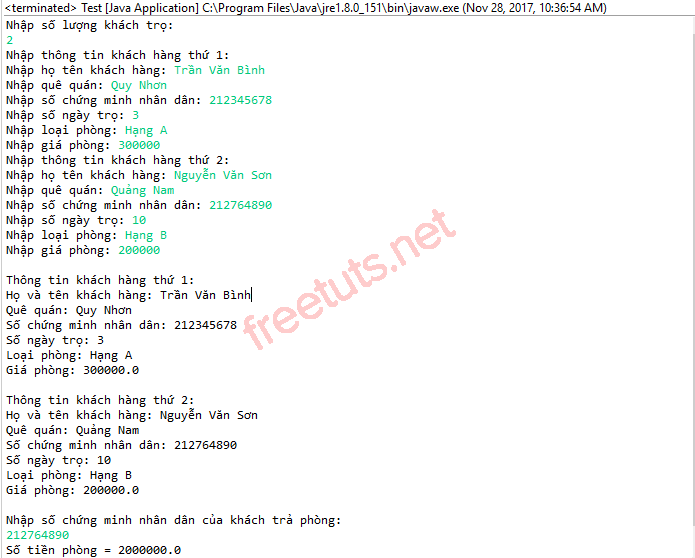 <terminated> Test [Java Application] C:\Program Files\Java\jre1.8.0_151\bin\javaw.exe (Nov 28, 2017, 10:36:54 AM)
Nhập số lượng khách trọ:
2
Nhập thông tin khách hàng thứ 1:
Nhập họ tên khách hàng: Trần Văn Bình
Nhập quê quán: Quy Nhơn
Nhập số chứng minh nhân dân: 212345678
Nhập số ngày trọ: 3
Nhập loại phòng: Hạng A
Nhập giá phòng: 300000
Nhập thông tin khách hàng thứ 2:
Nhập họ tên khách hàng: Nguyễn Văn Sơn
Nhập quê quán: Quảng Nam
Nhập số chứng minh nhân dân: 212764890
Nhập số ngày trọ: 10
Nhập loại phòng: Hạng B
Nhập giá phòng: 200000
freetuts.net
Thông tin khách hàng thứ 1:
Họ và tên khách hàng: Trần Văn Bình
Quê quán: Quy Nhơn
Số chứng minh nhân dân: 212345678
Số ngày trọ: 3
Loại phòng: Hạng A
Giá phòng: 300000.0
Thông tin khách hàng thứ 2:
Họ và tên khách hàng: Nguyễn Văn Sơn
Quê quán: Quảng Nam
Số chứng minh nhân dân: 212764890
Số ngày trọ: 10
Loại phòng: Hạng B
Giá phòng: 200000.0
Nhập số chứng minh nhân dân của khách trả phòng:
212764890
Số tiền phòng = 2000000.0